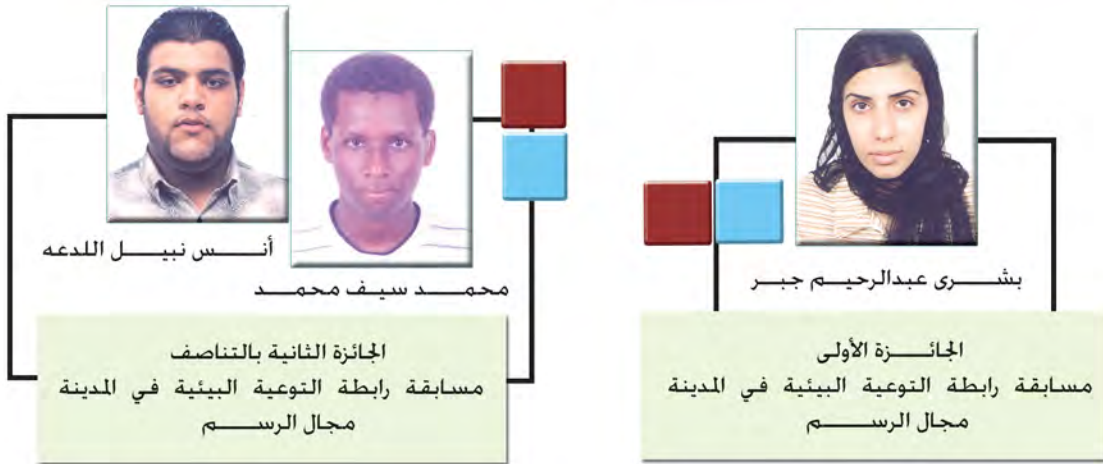 بشرى عبدالرحيم جبر
الجائزة الأولى
مسابقة رابطة التوعية البيئية في المدينة
مجال الرسم
أنس نبيل اللدعه
محمد سيف محمد
الجائزة الثانية بالتناصف
مسابقة رابطة التوعية البيئية في المدينة
مجال الرسم